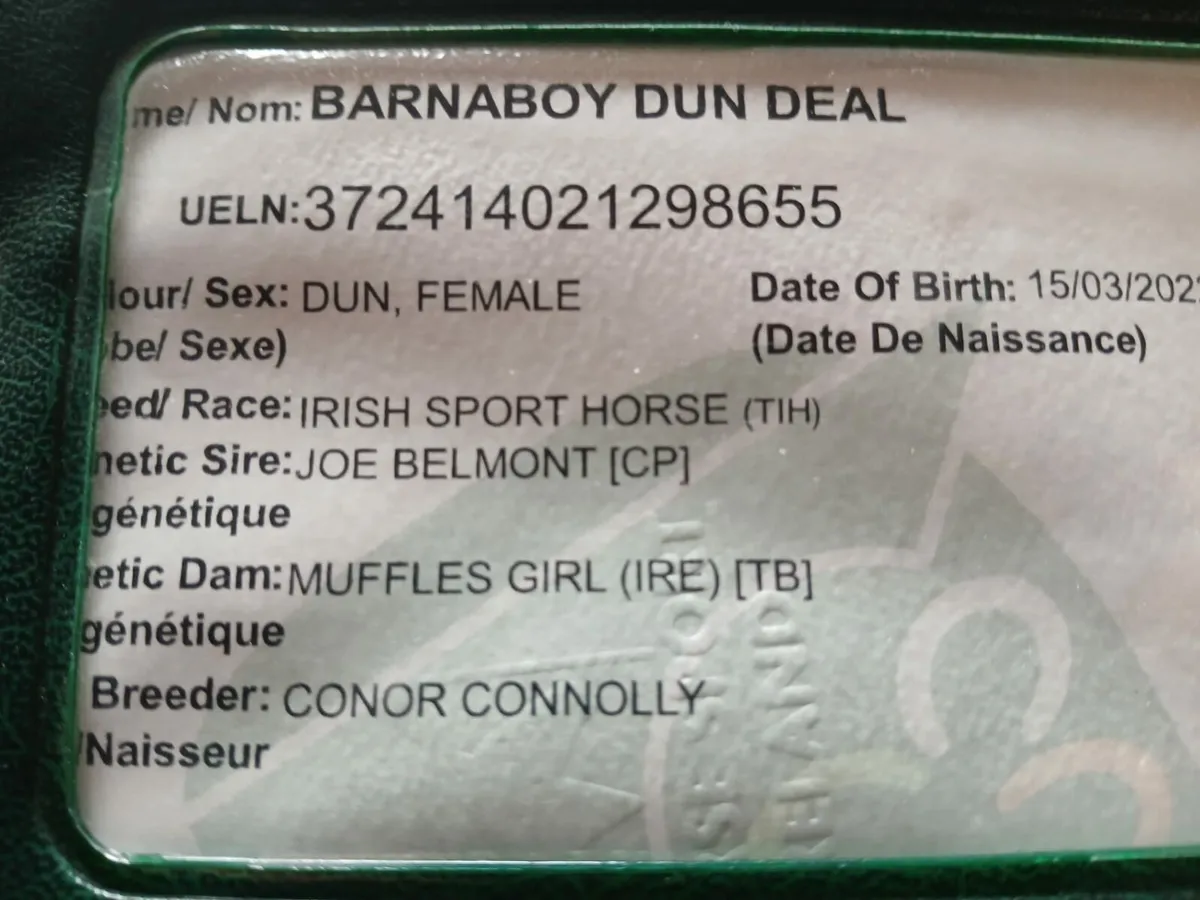 me/ Nom: BARNABOY DUN DEAL
UELN:372414021298655
lour/ Sex: DUN, FEMALE
Date Of Birth: 15/03/202
be/ Sexe)
(Date De Naissance)
eed/ Race: IRISH SPORT HORSE (TIH)
netic Sire: JOE BELMONT [CP]
génétique
etic Dam: MUFFLES GIRL (IRE) [TB]
génétique
Breeder: CONOR CONNOLLY
/Naisseur